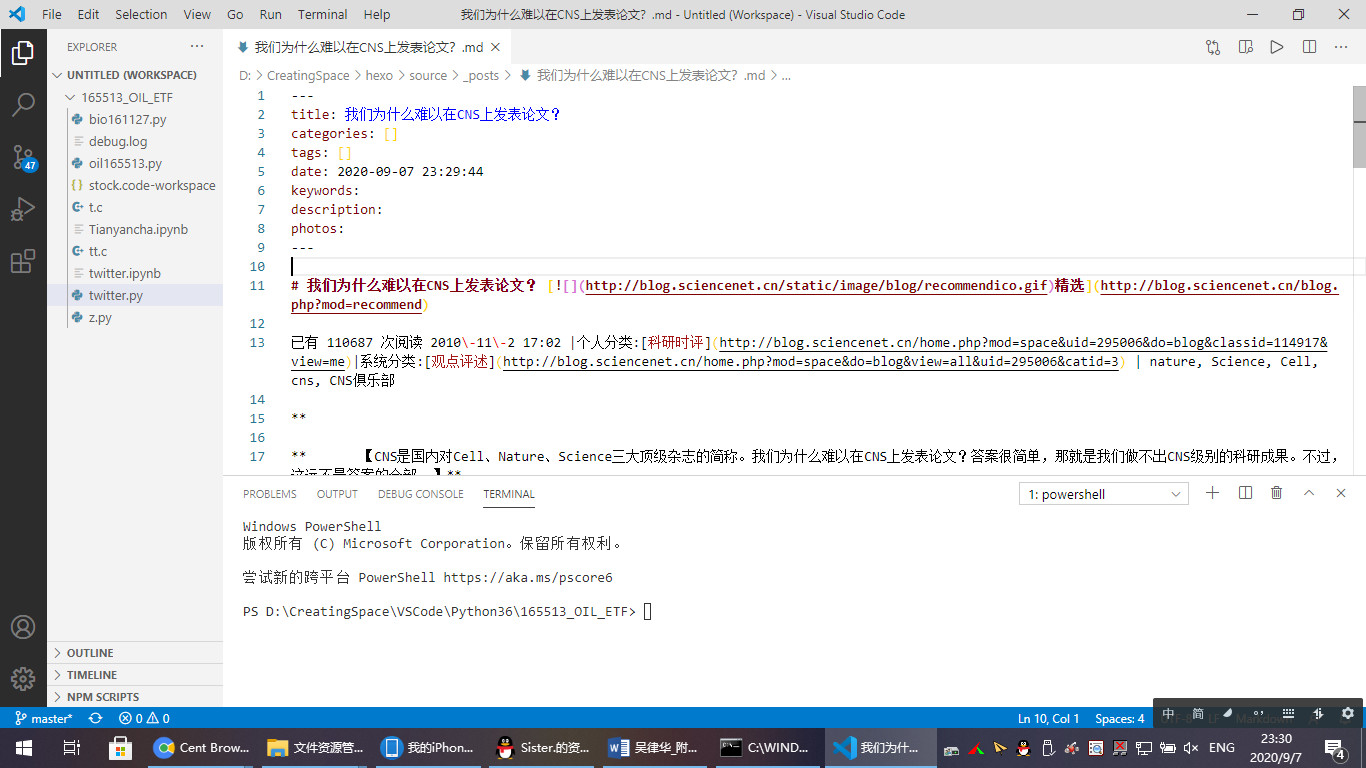 File Edit Selection View Go Run Terminal Help 我们为什么难以在CNS上发表论文？.md - Untitled (Workspace) - Visual Studio Code
EXPLORER
UNTITLED (WORKSPACE)
165513_OIL_ETF
bio161127.py
debug.log
oil165513.py
stock.code-workspace
t.c
Tianyancha.ipynb
tt.c
twitter.ipynb
twitter.py
z.py
OUTLINE
TIMELINE
NPM SCRIPTS
47
我们为什么难以在CNS上发表论文？.md
D: > CreatingSpace > hexo > source > _posts > 我们为什么难以在CNS上发表论文？.md > ...
1 ---
2 title: 我们为什么难以在CNS上发表论文？
3 categories: []
4 tags: []
5 date: 2020-09-07 23:29:44
6 keywords:
7 description:
8 photos:
9 ---
10
11 # 我们为什么难以在CNS上发表论文？ [![](http://blog.sciencenet.cn/static/image/blog/recommendico.gif)精选](http://blog.sciencenet.cn/blog.
php?mod=recommend)
12
13 已有 110687 次阅读 2010\-11\-2 17:02 |个人分类:[科研时评](http://blog.sciencenet.cn/home.php?mod=space&uid=295006&do=blog&classid=114917&
view=me)|系统分类:[观点评述](http://blog.sciencenet.cn/home.php?mod=space&do=blog&view=all&uid=295006&catid=3) | nature, Science, Cell,
cns, CNS俱乐部
14
15 **
16
17 ** 【CNS是国内对Cell、Nature、Science三大顶级杂志的简称。我们为什么难以在CNS上发表论文？答案很简单，那就是我们做不出CNS级别的科研成果。不过，
这远不是答案的全部。】**
PROBLEMS OUTPUT DEBUG CONSOLE TERMINAL 1: powershell
Windows PowerShell
版权所有 (C) Microsoft Corporation。保留所有权利。
尝试新的跨平台 PowerShell https://aka.ms/pscore6
PS D:\CreatingSpace\VSCode\Python36\165513_OIL_ETF>
master* 0 0 Ln 10, Col 1 Spaces: 4 UTF-8 LF Markdown
中 简
Cent Brow... 文件资源管... 我的iPhon... Sister.的资... 吴律华_附... C:\WIND... 我们为什... ENG 23:30
2020/9/7
4